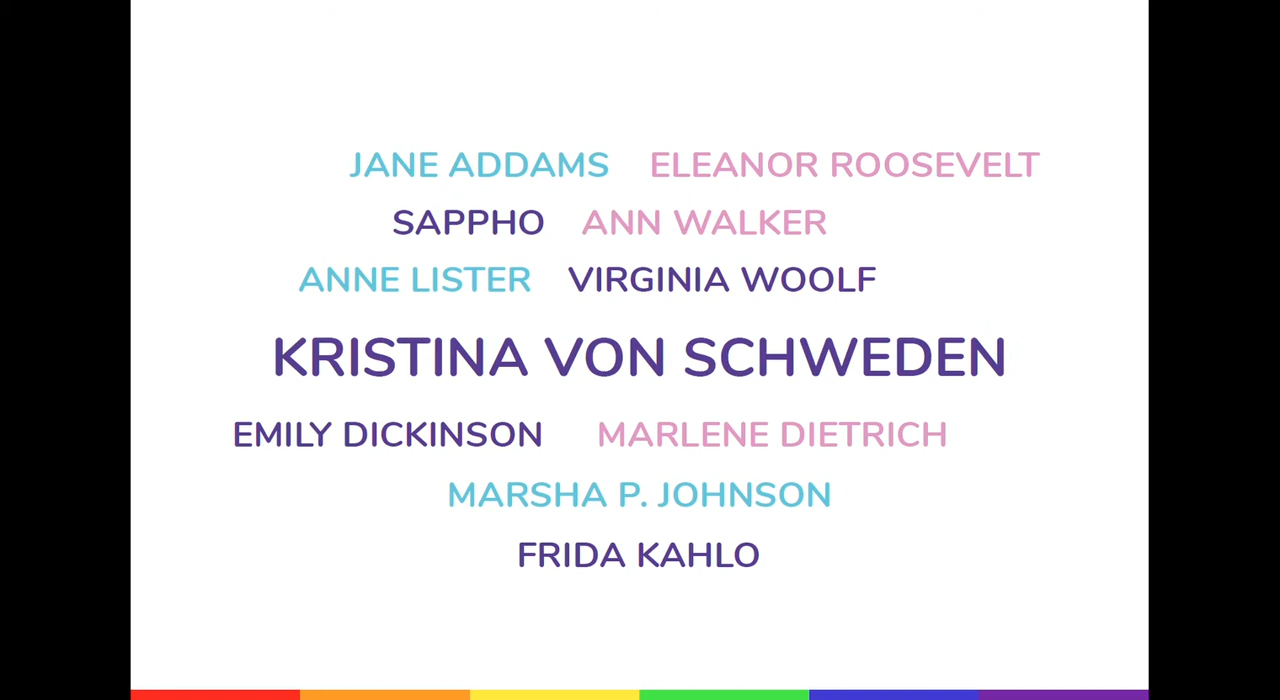 JANE ADDAMS ELEANOR ROOSEVELT
SAPPHO ANN WALKER
ANNE LISTER VIRGINIA WOOLF
KRISTINA VON SCHWEDEN
EMILY DICKINSON MARLENE DIETRICH
MARSHA P. JOHNSON
FRIDA KAHLO